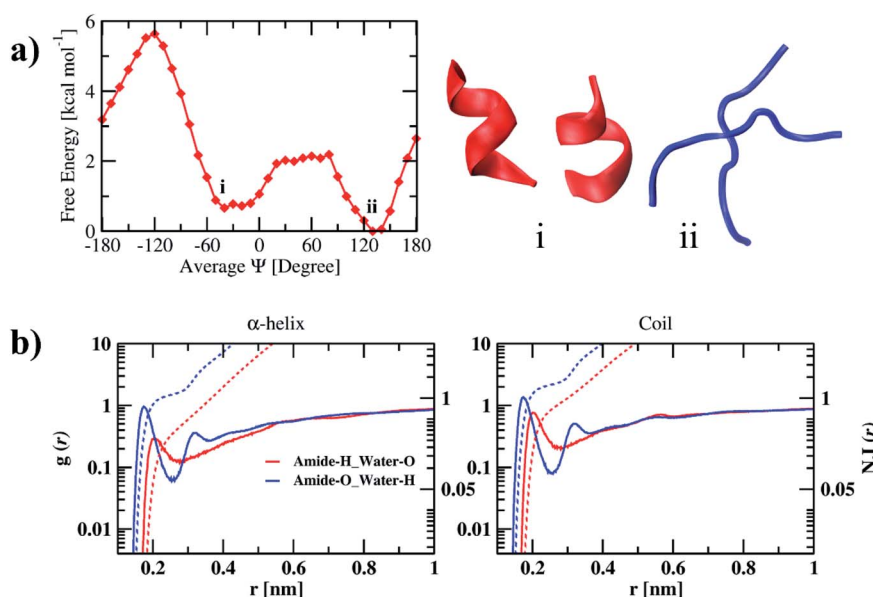 a)
Free Energy [kcal mol⁻¹]
6
4
2
0
-180 -120 -60 0 60 120 180
Average Ψ [Degree]
i
ii
i
ii
b)
α-helix
Coil
g (r)
10
1
0.1
0.01
1
0.05
0.2 0.4 0.6 0.8 1
r [nm]
Amide-H_Water-O
Amide-O_Water-H
10
1
0.1
0.01
1
0.05
0.2 0.4 0.6 0.8 1
r [nm]